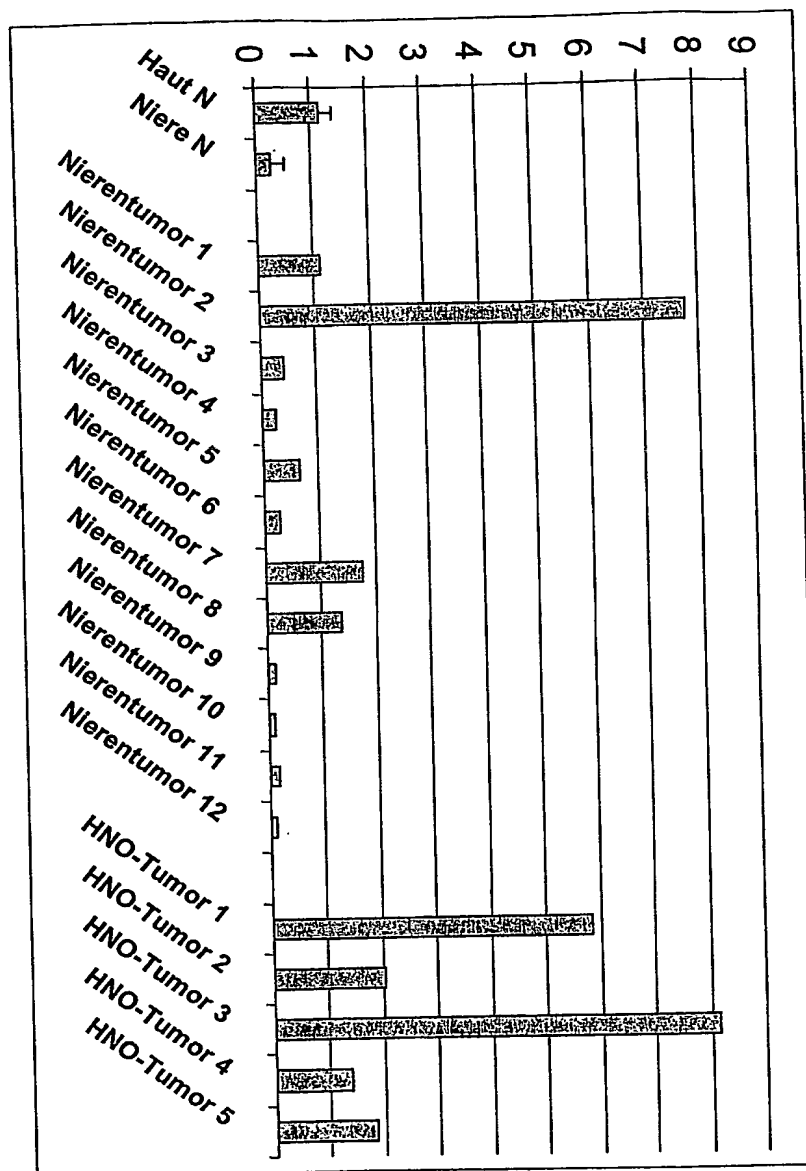 0 1 2 3 4 5 6 7 8 9
Haut N
Niere N
Nierentumor 1
Nierentumor 2
Nierentumor 3
Nierentumor 4
Nierentumor 5
Nierentumor 6
Nierentumor 7
Nierentumor 8
Nierentumor 9
Nierentumor 10
Nierentumor 11
Nierentumor 12
HNO-Tumor 1
HNO-Tumor 2
HNO-Tumor 3
HNO-Tumor 4
HNO-Tumor 5